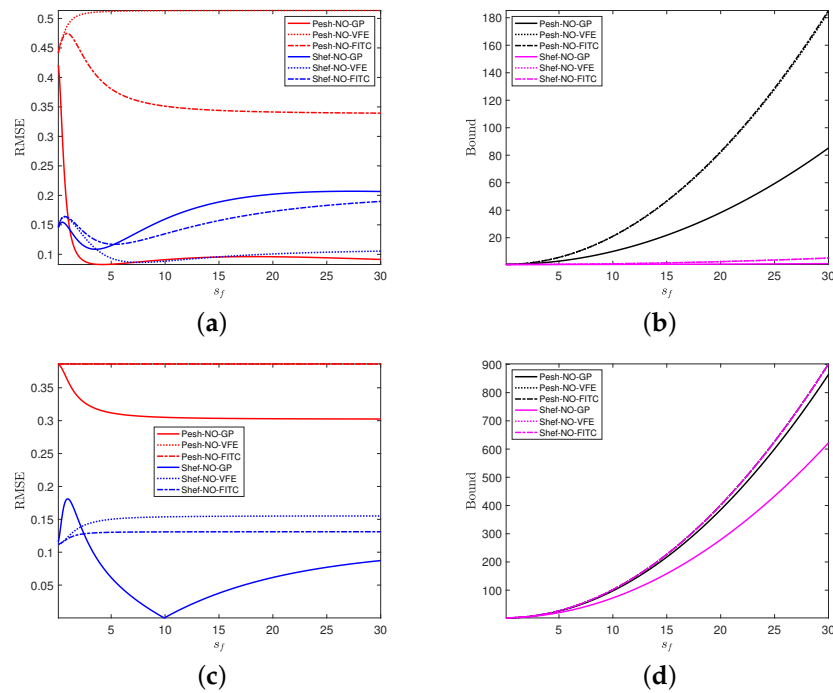 RMSE
0.5
0.45
0.4
0.35
0.3
0.25
0.2
0.15
0.1
5
10
15
20
25
30
s_f
Pesh-NO-GP
Pesh-NO-VFE
Pesh-NO-FITC
Shef-NO-GP
Shef-NO-VFE
Shef-NO-FITC
(a)
Bound
180
160
140
120
100
80
60
40
20
5
10
15
20
25
30
s_f
Pesh-NO-GP
Pesh-NO-VFE
Pesh-NO-FITC
Shef-NO-GP
Shef-NO-VFE
Shef-NO-FITC
(b)
RMSE
0.35
0.3
0.25
0.2
0.15
0.1
0.05
5
10
15
20
25
30
s_f
Pesh-NO-GP
Pesh-NO-VFE
Pesh-NO-FITC
Shef-NO-GP
Shef-NO-VFE
Shef-NO-FITC
(c)
Bound
900
800
700
600
500
400
300
200
100
5
10
15
20
25
30
s_f
Pesh-NO-GP
Pesh-NO-VFE
Pesh-NO-FITC
Shef-NO-GP
Shef-NO-VFE
Shef-NO-FITC
(d)